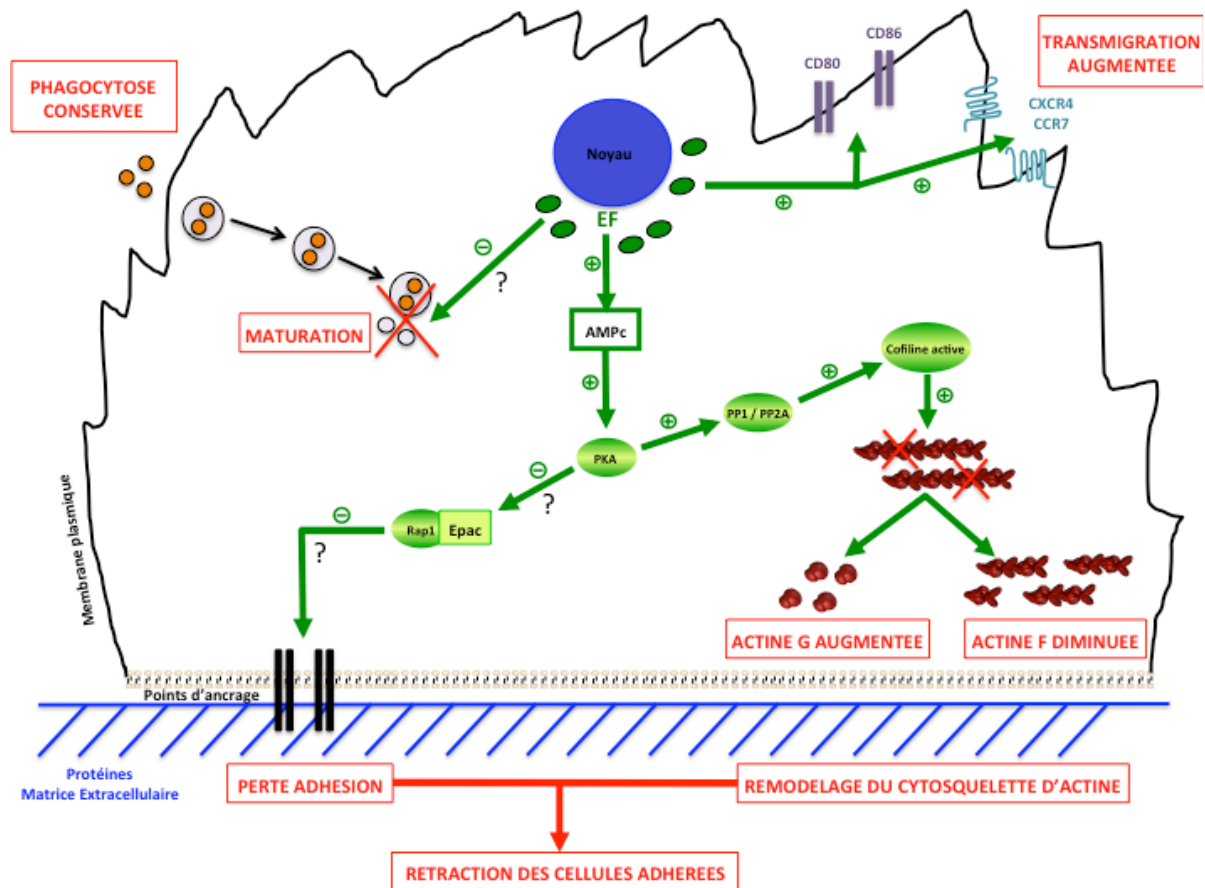 CD86
CD80
TRANSMIGRATION
AUGMENTEE
PHAGOCYTOSE
CONSERVEE
CXCR4
CCR7
Noyau
⊕
⊕
EF
⊖
?
⊕
MATURATION
AMPc
Cofiline active
⊕
⊕
⊕
PP1 / PP2A
⊕
PKA
⊖
?
⊖
Rap1
Epac
?
Membrane plasmique
ACTINE G AUGMENTEE
ACTINE F DIMINUEE
Points d'ancrage
Protéines
Matrice Extracellulaire
PERTE ADHESION
REMODELAGE DU CYTOSQUELETTE D'ACTINE
RETRACTION DES CELLULES ADHEREES